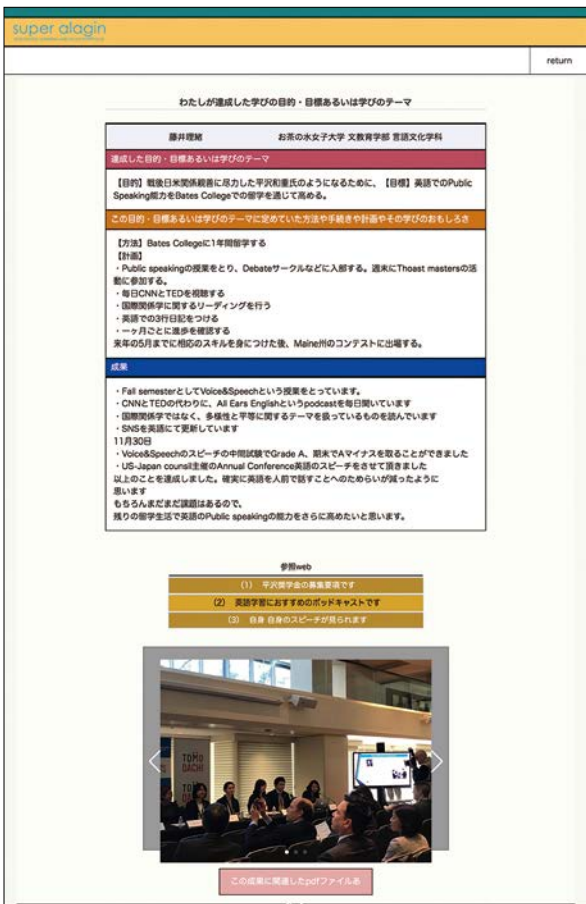 super alagin
return
わたしが達成した学びの目的・目標あるいは学びのテーマ
藤井理緒 お茶の水女子大学 文教育学部 言語文化学科
達成した目的・目標あるいは学びのテーマ
【目的】戦後日米関係親善に尽力した平沢和重氏のようになるために、【目標】英語でのPublic
Speaking能力をBates Collegeでの留学を通じて高める。
この目的・目標あるいは学びのテーマに定めていた方法や手続きや計画やその学びのおもしろさ
【方法】Bates Collegeに1年間留学する
【計画】
・Public speakingの授業をとり、Debateサークルなどに入部する。週末にThoast mastersの活
動に参加する。
・毎日CNNとTEDを視聴する
・国際関係学に関するリーディングを行う
・英語での3行日記をつける
・一ヶ月ごとに進歩を確認する
来年の5月までに相応のスキルを身につけた後、Maine州のコンテストに出場する。
成果
・Fall semesterとしてVoice&Speechという授業をとっています。
・CNNとTEDの代わりに、All Ears Englishというpodcastを毎日聞いています
・国際関係学ではなく、多様性と平等に関するテーマを扱っているものを読んでいます
・SNSを英語にて更新しています
11月30日
・Voice&Speechのスピーチの中間試験でGrade A、期末でAマイナスを取ることができました
・US-Japan counsil主催のAnnual Conference英語のスピーチをさせて頂きました
以上のことを達成しました。確実に英語を人前で話すことへのためらいが減ったように
思います
もちろんまだまだ課題はあるので、
残りの留学生活で英語のPublic speakingの能力をさらに高めたいと思います。
参照web
(1) 平沢奨学金の募集要項です
(2) 英語学習におすすめのポッドキャストです
(3) 自身 自身のスピーチが見られます
TOMO
DACHI
この成果に関連したpdfファイルあ